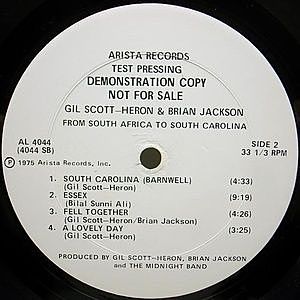 ARISTA RECORDS
TEST PRESSING
DEMONSTRATION COPY
NOT FOR SALE
GIL SCOTT-HERON & BRIAN JACKSON
FROM SOUTH AFRICA TO SOUTH CAROLINA
AL 4044
(4044 SB)
SIDE 2
33 1/3 RPM
℗ 1975 Arista Records, Inc.
1. SOUTH CAROLINA (BARNWELL) (4:33)
(Gil Scott-Heron)
2. ESSEX (9:19)
(Bilal Sunni Ali)
3. FELL TOGETHER (4:26)
(Gil Scott-Heron/Brian Jackson)
4. A LOVELY DAY (3:25)
(Gil Scott-Heron)
PRODUCED BY GIL SCOTT-HERON, BRIAN JACKSON
and THE MIDNIGHT BAND